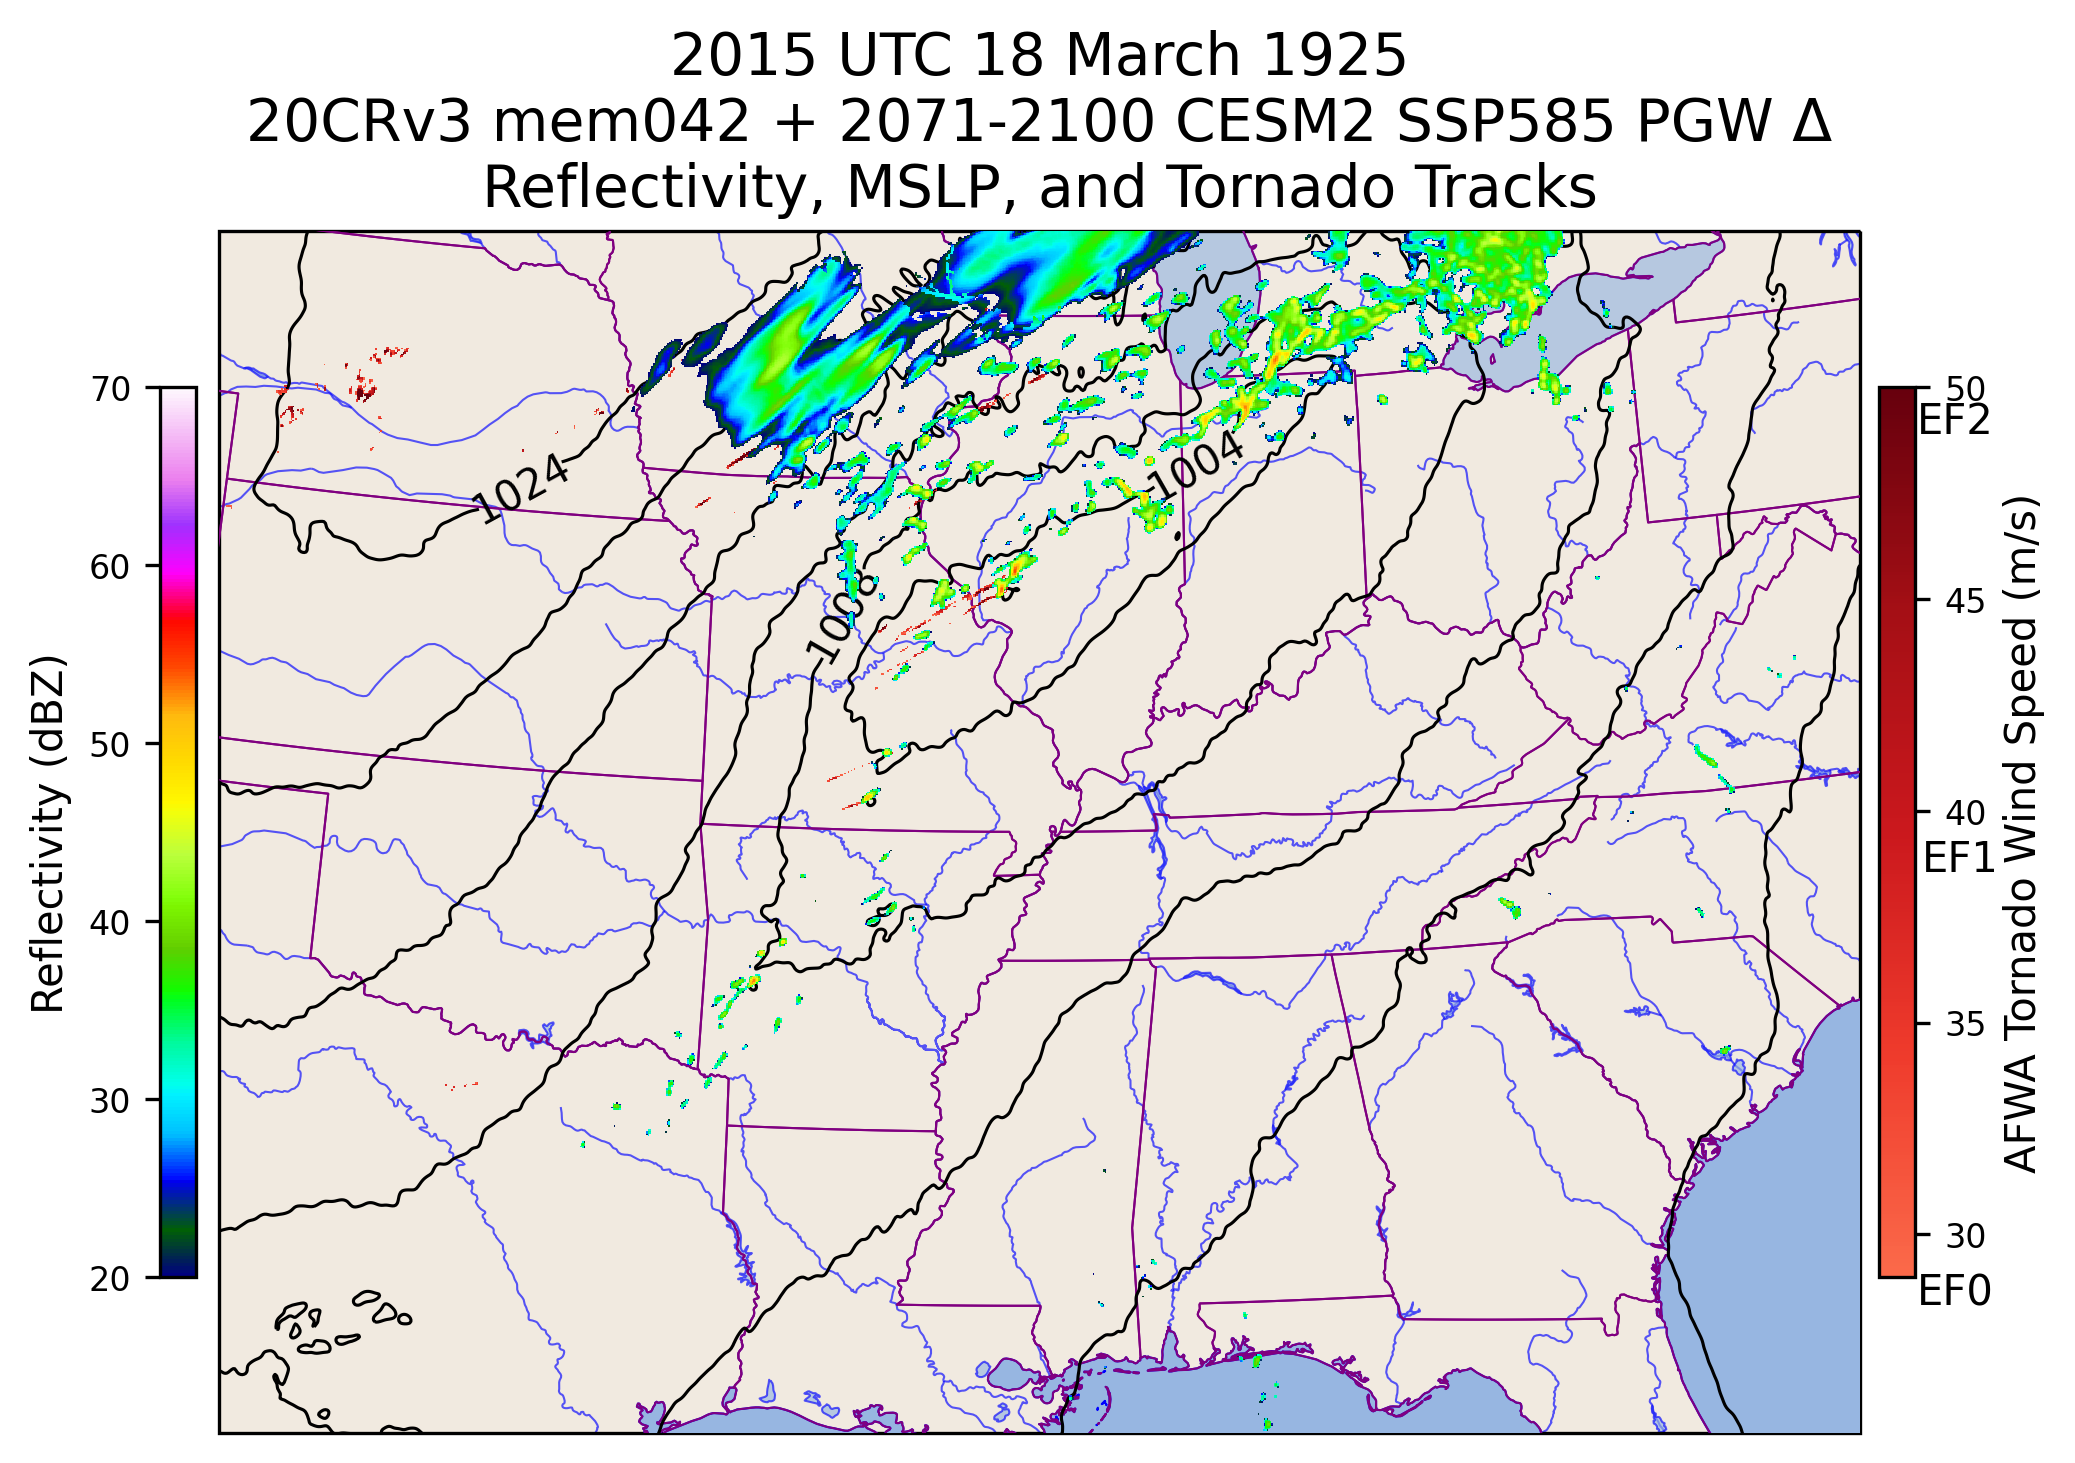 2015 UTC 18 March 1925
20CRv3 mem042 + 2071-2100 CESM2 SSP585 PGW Δ
Reflectivity, MSLP, and Tornado Tracks
70
60
50
40
30
20
Reflectivity (dBZ)
1024
1004
1008
50
EF2
45
40
EF1
35
30
EF0
AFWA Tornado Wind Speed (m/s)